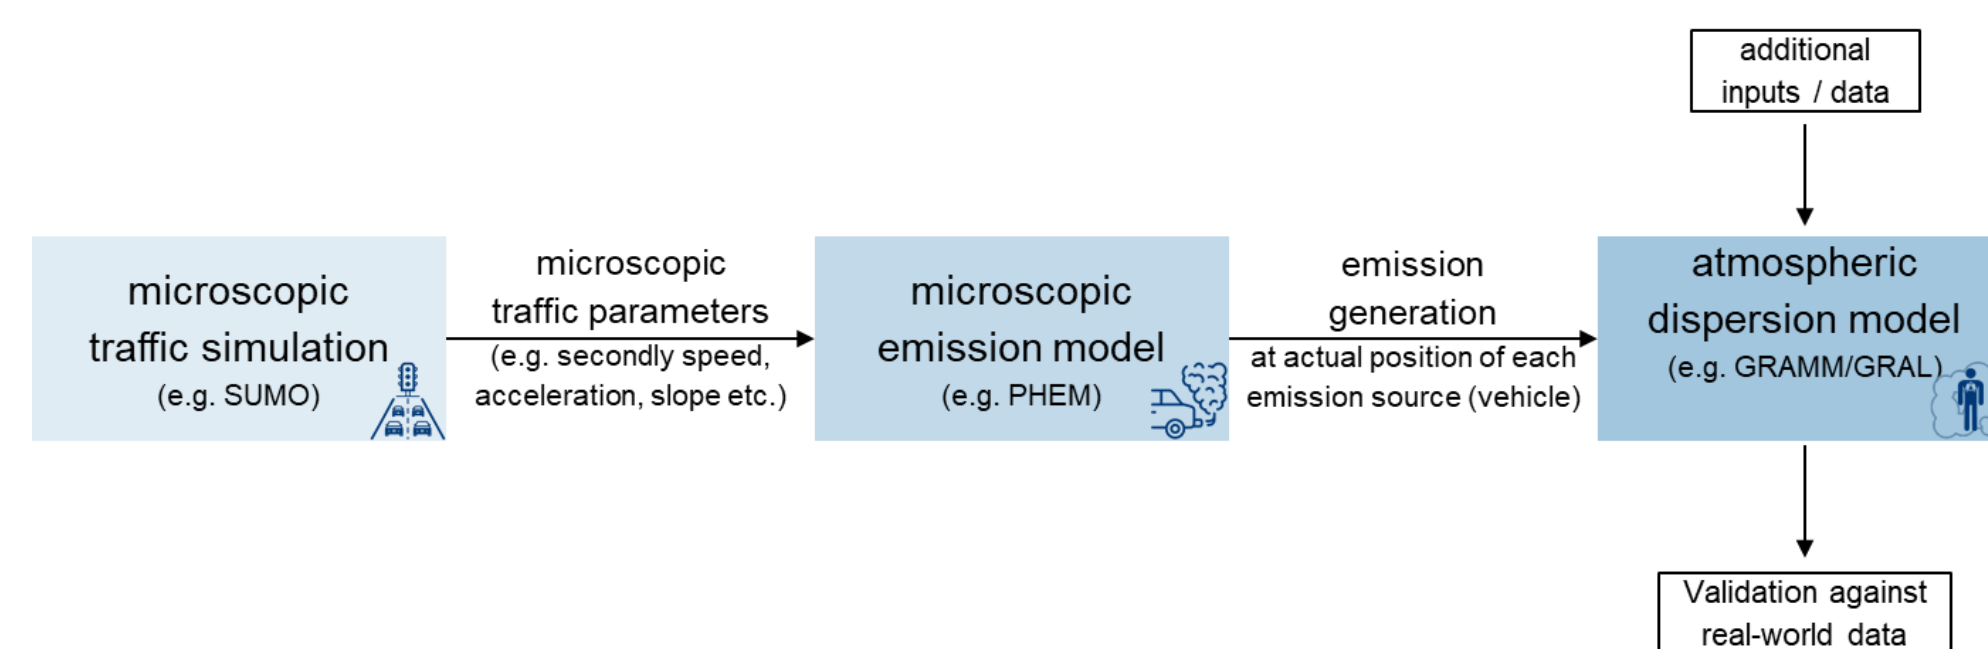 additional
inputs / data
microscopic
traffic simulation
(e.g. SUMO)
microscopic
traffic parameters
(e.g. secondly speed,
acceleration, slope etc.)
microscopic
emission model
(e.g. PHEM)
emission
generation
at actual position of each
emission source (vehicle)
atmospheric
dispersion model
(e.g. GRAMM/GRAL)
Validation against
real-world data